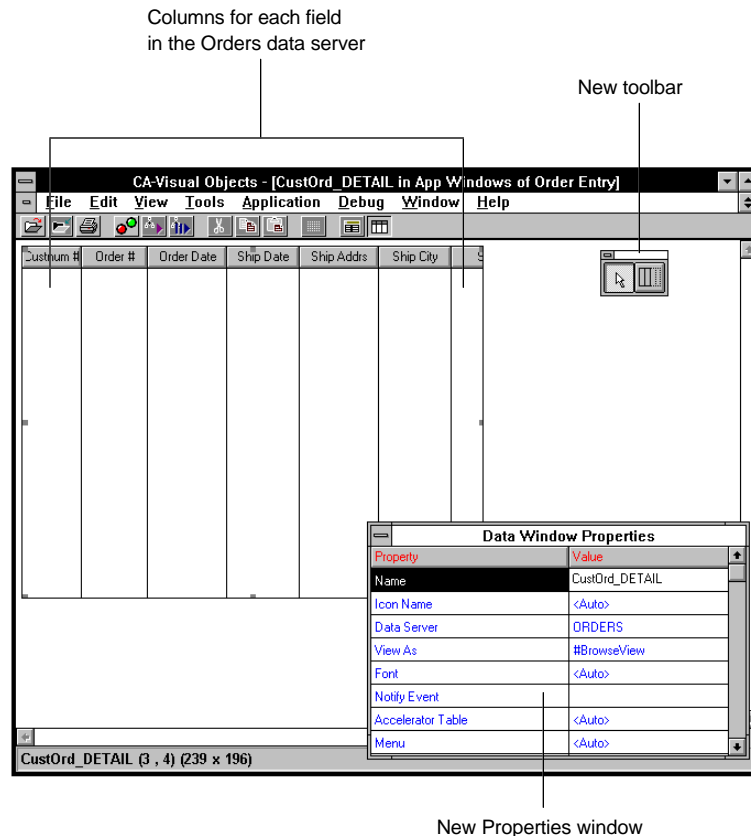 Columns for each field
in the Orders data server
New toolbar
CA-Visual Objects - [CustOrd_DETAIL in App Windows of Order Entry]
File Edit View Tools Application Debug Window Help
Custnum # Order # Order Date Ship Date Ship Addrs Ship City S
Data Window Properties
Property Value
Name CustOrd_DETAIL
Icon Name <Auto>
Data Server ORDERS
View As #BrowseView
Font <Auto>
Notify Event
Accelerator Table <Auto>
Menu <Auto>
CustOrd_DETAIL (3 , 4) (239 x 196)
New Properties window